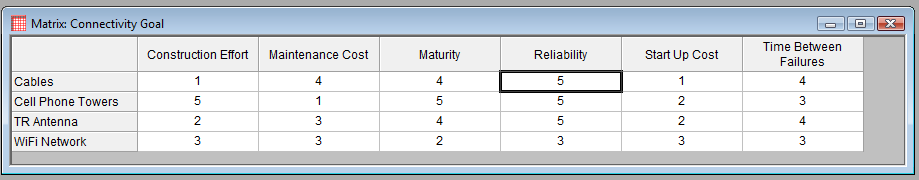 Matrix: Connectivity Goal
Construction Effort Maintenance Cost Maturity Reliability Start Up Cost Time Between Failures
Cables 1 4 4 5 1 4
Cell Phone Towers 5 1 5 5 2 3
TR Antenna 2 3 4 5 2 4
WiFi Network 3 3 2 3 3 3